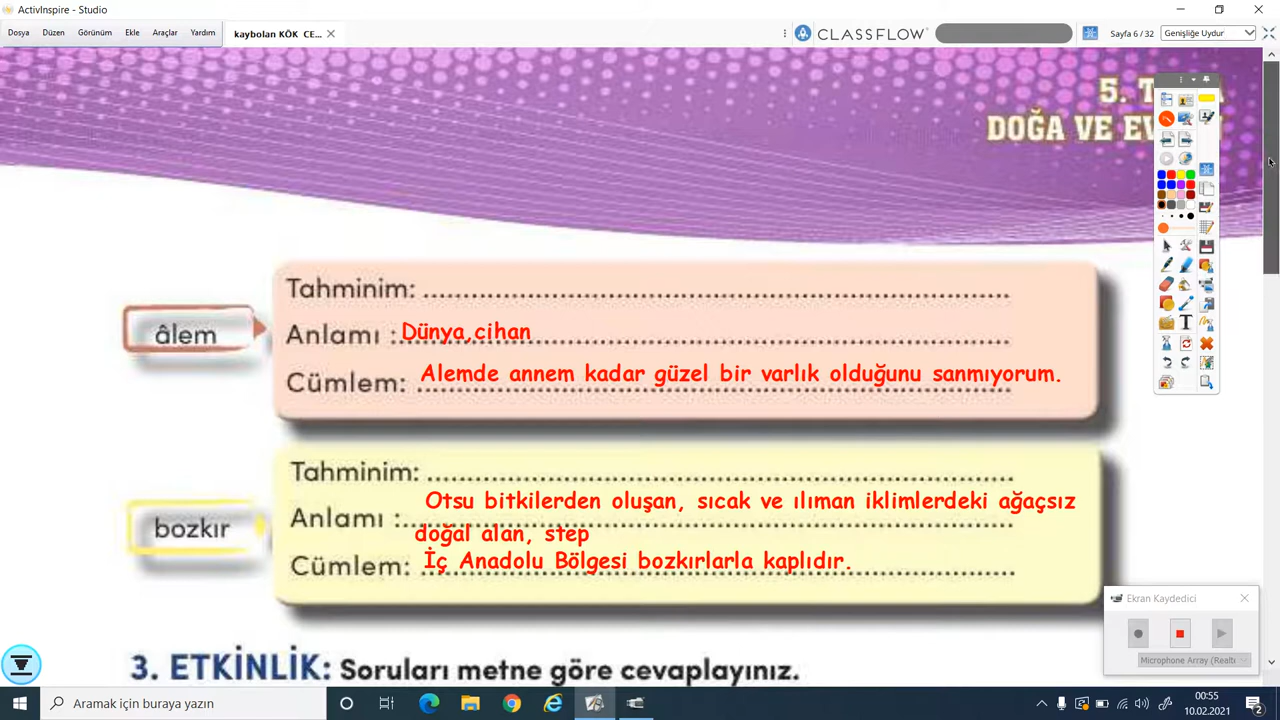 ActivInspire - Studio
Dosya Düzen Görünüm Ekle Araçlar Yardım
kaybolan KÖK CE...
CLASSFLOW
Sayfa 6 / 32
Genişliğe Uydur
5. T
DOĞA VE EV
Tahminim:
âlem
Anlamı : Dünya,cihan
Cümlem: Alemde annem kadar güzel bir varlık olduğunu sanmıyorum.
Tahminim:
bozkır
Anlamı : Otsu bitkilerden oluşan, sıcak ve ılıman iklimlerdeki ağaçsız
doğal alan, step
Cümlem: İç Anadolu Bölgesi bozkırlarla kaplıdır.
3. ETKİNLİK: Soruları metne göre cevaplayınız.
Ekran Kaydedici
Microphone Array (Realt
Aramak için buraya yazın
00:55
10.02.2021
2